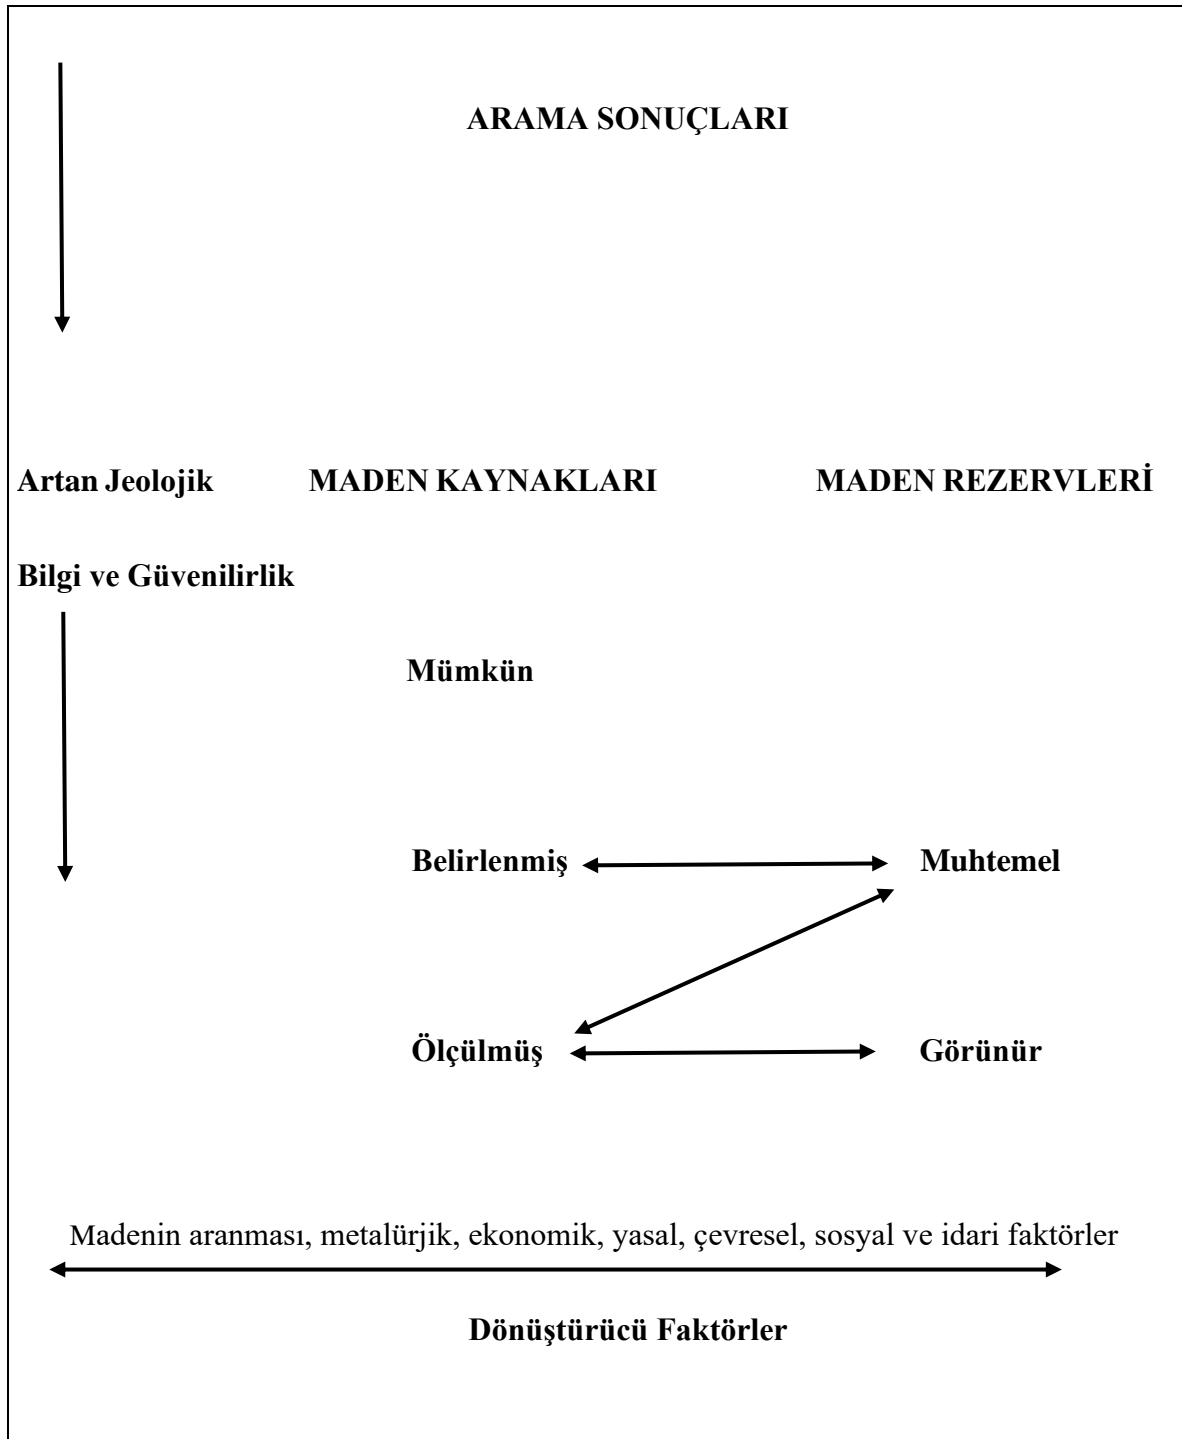 ARAMA SONUÇLARI
Artan Jeolojik MADEN KAYNAKLARI MADEN REZERVLERİ
Bilgi ve Güvenilirlik
Mümkün
Belirlenmiş Muhtemel
Ölçülmüş Görünür
Madenin aranması, metalürjik, ekonomik, yasal, çevresel, sosyal ve idari faktörler
Dönüştürücü Faktörler